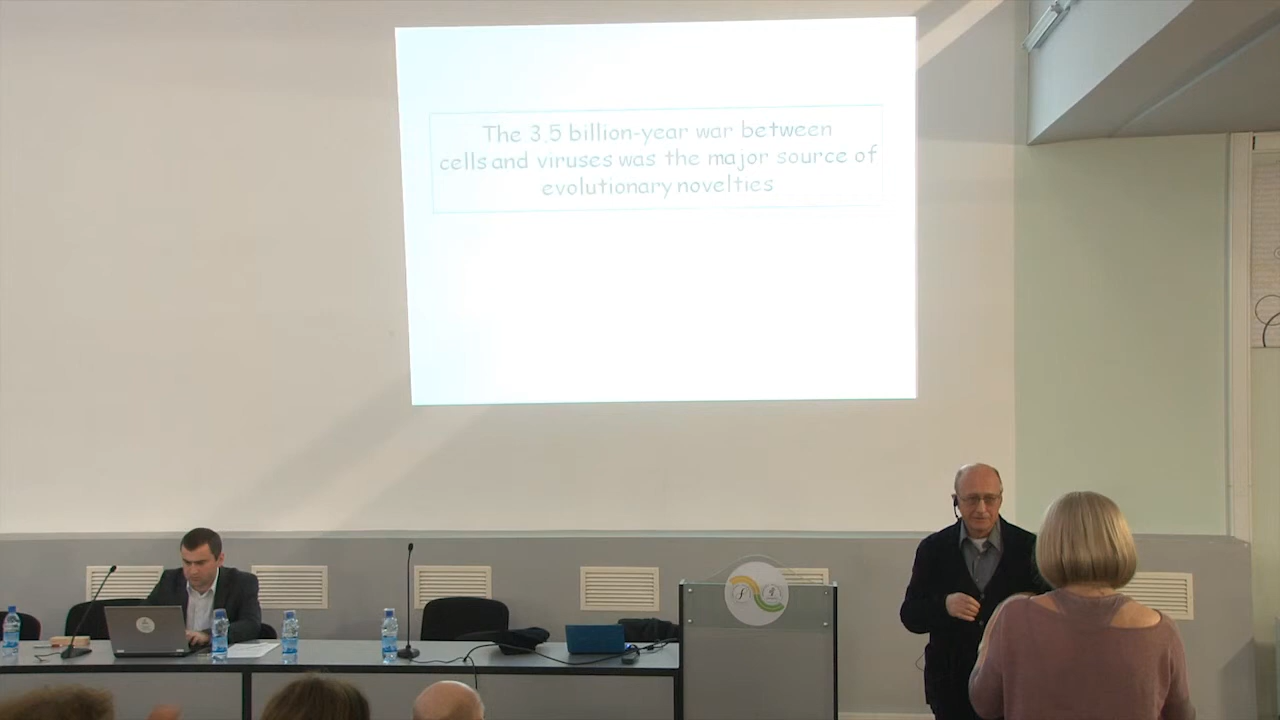 The 3.5 billion-year war between
cells and viruses was the major source of
evolutionary novelties